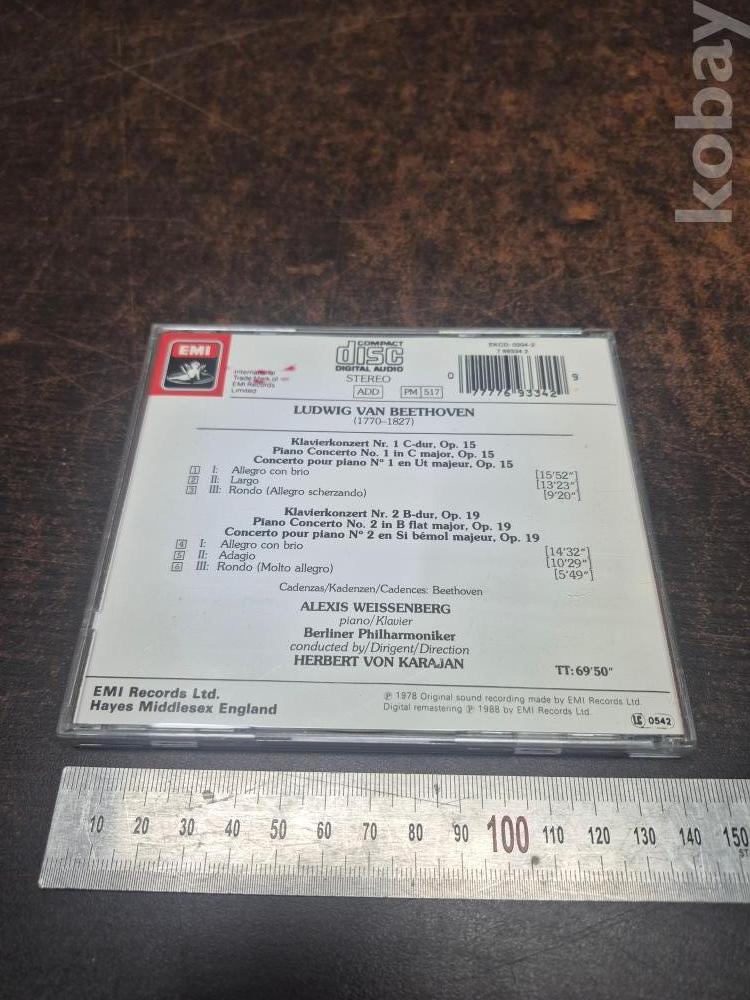 kobay
EMI
International
Trade Mark of
EMI Records
Limited
COMPACT
disc
DIGITAL AUDIO
STEREO
ADD
PM 517
EKCD-0994-2
7 69334 2
0 77776 93342 9
LUDWIG VAN BEETHOVEN
(1770-1827)
Klavierkonzert Nr. 1 C-dur, Op. 15
Piano Concerto No. 1 in C major, Op. 15
Concerto pour piano Nº 1 en Ut majeur, Op. 15
1 I: Allegro con brio [15'52"]
2 II: Largo [13'23"]
3 III: Rondo (Allegro scherzando) [9'20"]
Klavierkonzert Nr. 2 B-dur, Op. 19
Piano Concerto No. 2 in B flat major, Op. 19
Concerto pour piano Nº 2 en Si bémol majeur, Op. 19
4 I: Allegro con brio [14'32"]
5 II: Adagio [10'29"]
6 III: Rondo (Molto allegro) [5'49"]
Cadenzas/Kadenzen/Cadences: Beethoven
ALEXIS WEISSENBERG
piano/Klavier
Berliner Philharmoniker
conducted by/Dirigent/Direction
HERBERT VON KARAJAN
TT: 69'50"
EMI Records Ltd.
Hayes Middlesex England
℗ 1978 Original sound recording made by EMI Records Ltd.
Digital remastering ℗ 1988 by EMI Records Ltd.
LC 0542
10 20 30 40 50 60 70 80 90 100 110 120 130 140 150